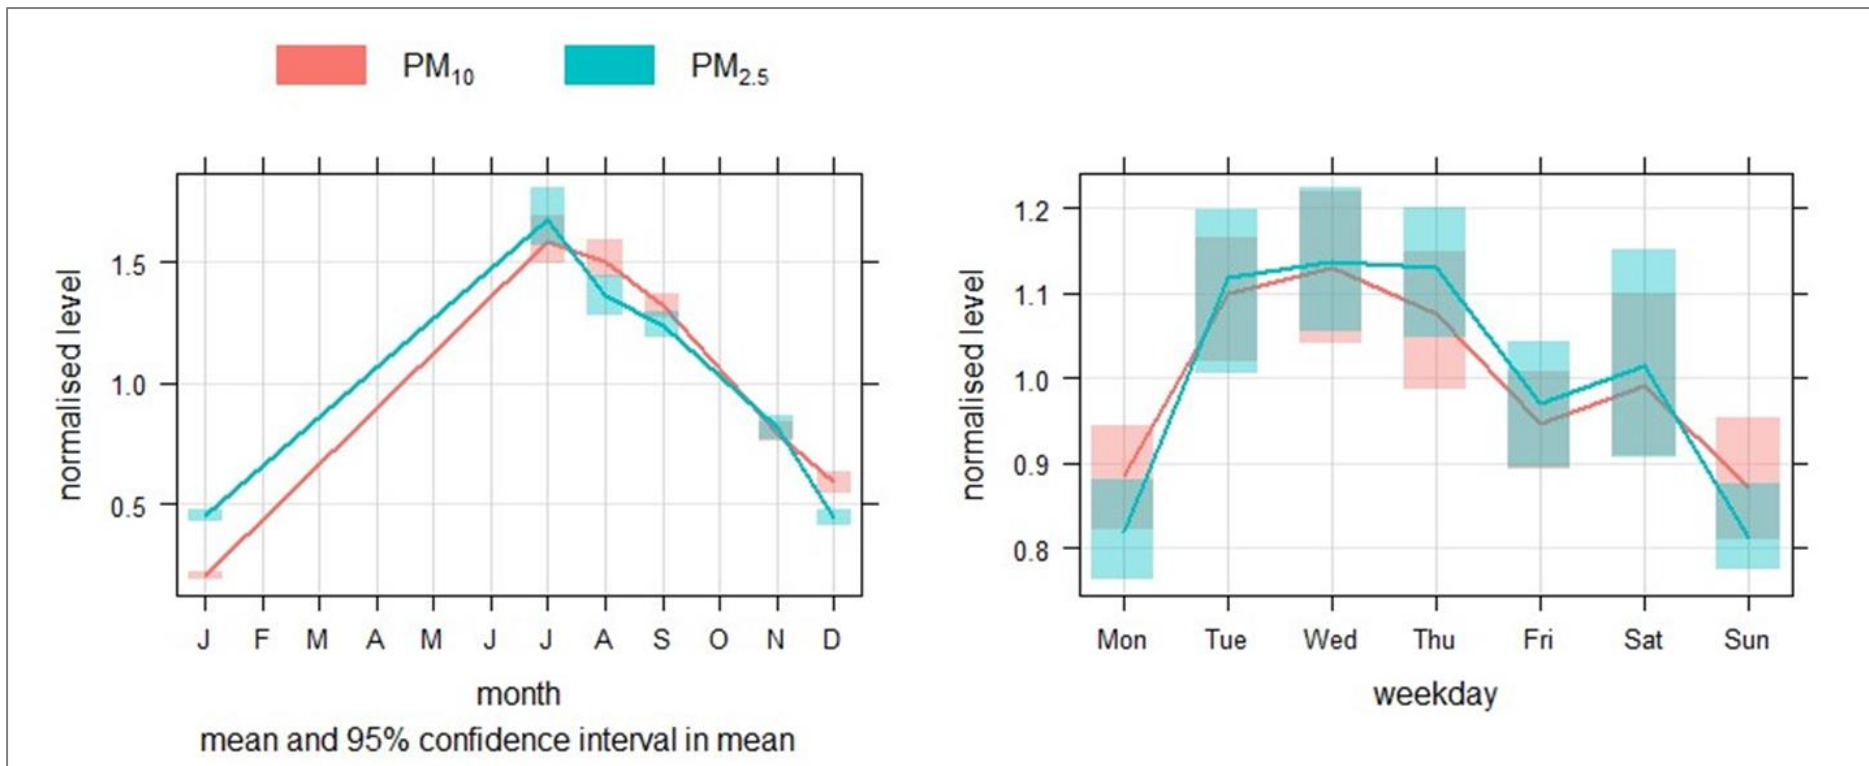 PM10 PM2.5
normalised level
1.5
1.0
0.5
J F M A M J J A S O N D
month
mean and 95% confidence interval in mean
normalised level
1.2
1.1
1.0
0.9
0.8
Mon Tue Wed Thu Fri Sat Sun
weekday